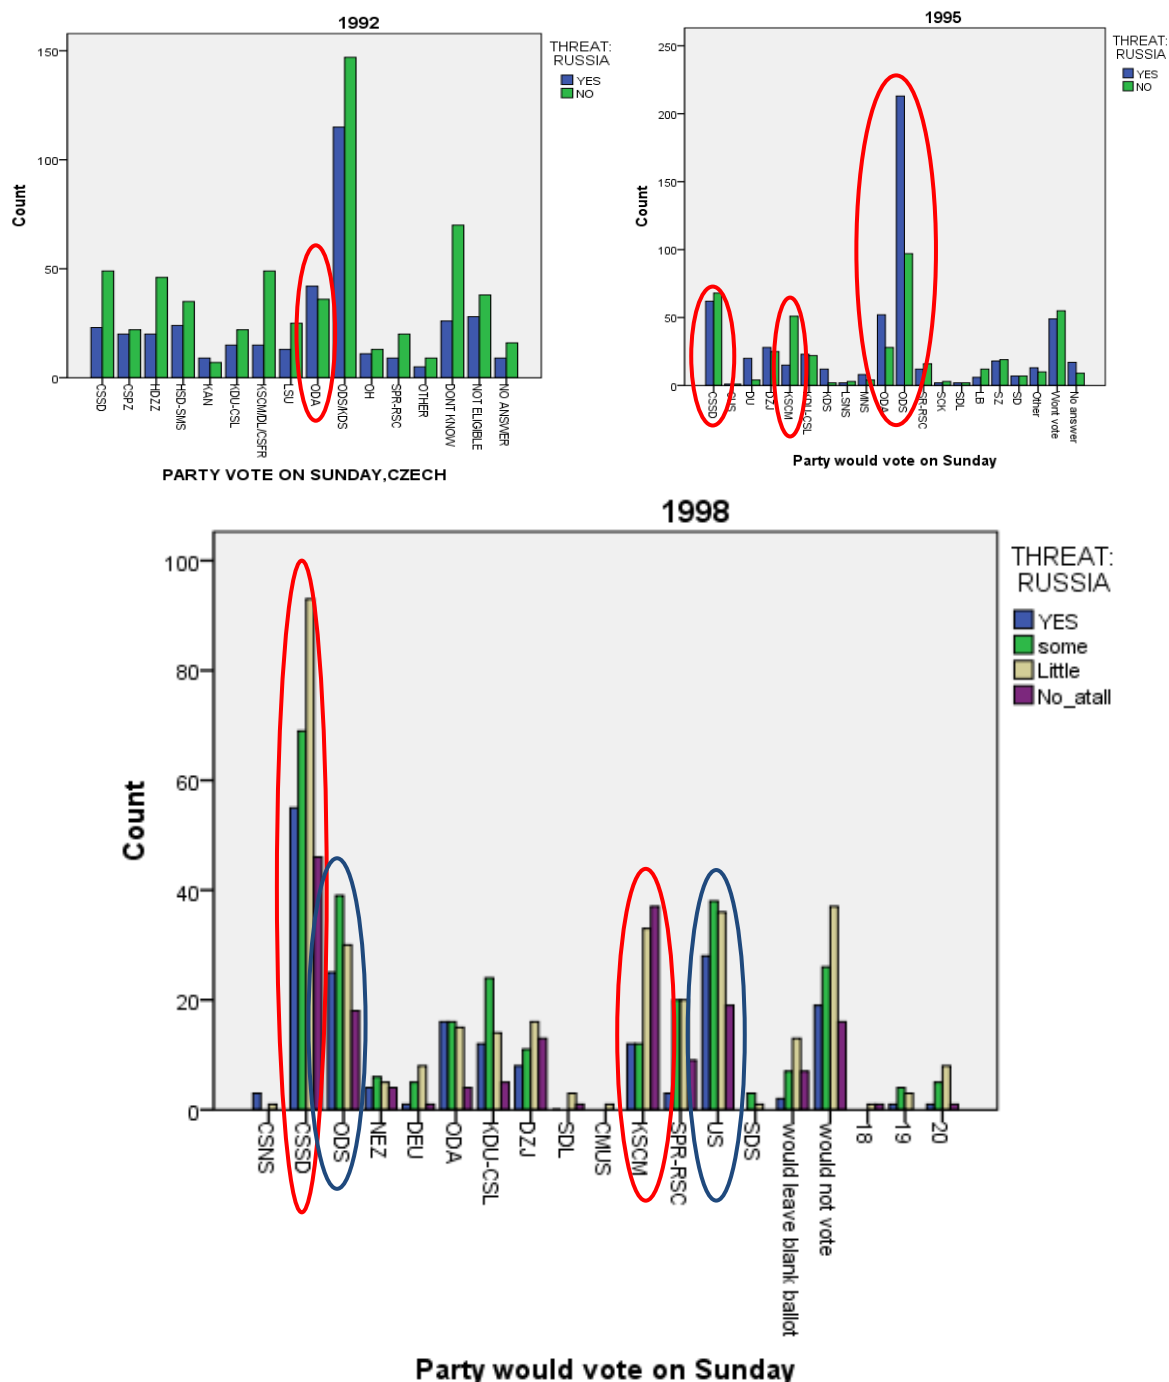 1992
THREAT:
RUSSIA
YES
NO
150
100
50
0
Count
CSSD
CSPZ
HDZZ
HSD-SIMS
KAN
KDU-CSL
KSCM/DL/CSFR
LSU
ODA
ODS/KDS
OH
SPR-RSC
OTHER
DONT KNOW
NOT ELIGIBLE
NO ANSWER
PARTY VOTE ON SUNDAY,CZECH
1995
THREAT:
RUSSIA
YES
NO
250
200
150
100
50
0
Count
CSSD
SUS
DU
DZJ
KSCM
KDU-CSL
KDS
LSNS
MNS
ODA
ODS
SPR-RSC
PSCK
SDL
LB
SZ
SD
Other
Wont vote
No answer
Party would vote on Sunday
1998
THREAT:
RUSSIA
YES
some
Little
No_atall
100
80
60
40
20
0
Count
CSNS
CSSD
ODS
NEZ
DEU
ODA
KDU-CSL
DZJ
SDL
CMUS
KSCM
SPR-RSC
US
SDS
would leave blank ballot
would not vote
18
19
20
Party would vote on Sunday